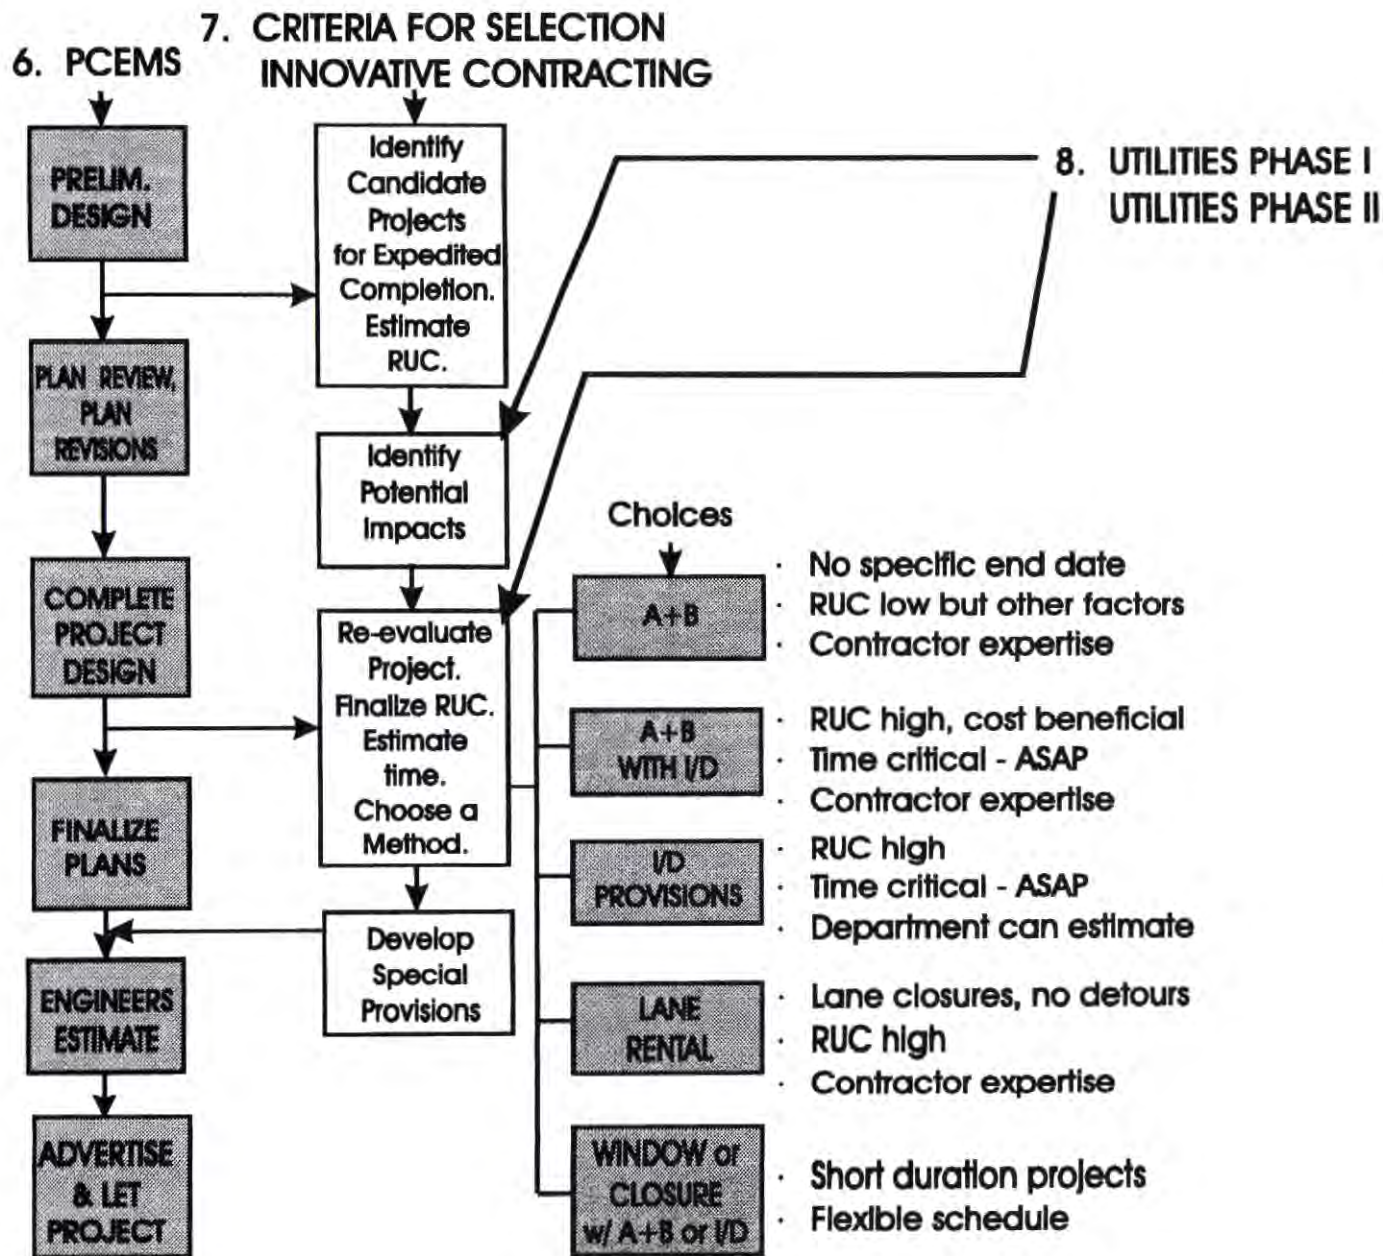 6. PCEMS
PRELIM.
DESIGN
PLAN REVIEW,
PLAN
REVISIONS
COMPLETE
PROJECT
DESIGN
FINALIZE
PLANS
ENGINEERS
ESTIMATE
ADVERTISE
& LET
PROJECT
7. CRITERIA FOR SELECTION
INNOVATIVE CONTRACTING
Identify
Candidate
Projects
for Expedited
Completion.
Estimate
RUC.
Identify
Potential
Impacts
Re-evaluate
Project.
Finalize RUC.
Estimate
time.
Choose a
Method.
Develop
Special
Provisions
8. UTILITIES PHASE I
UTILITIES PHASE II
Choices
A+B
· No specific end date
· RUC low but other factors
· Contractor expertise
A+B
WITH I/D
· RUC high, cost beneficial
· Time critical - ASAP
· Contractor expertise
I/D
PROVISIONS
· RUC high
· Time critical - ASAP
· Department can estimate
LANE
RENTAL
· Lane closures, no detours
· RUC high
· Contractor expertise
WINDOW or
CLOSURE
w/ A+B or I/D
· Short duration projects
· Flexible schedule